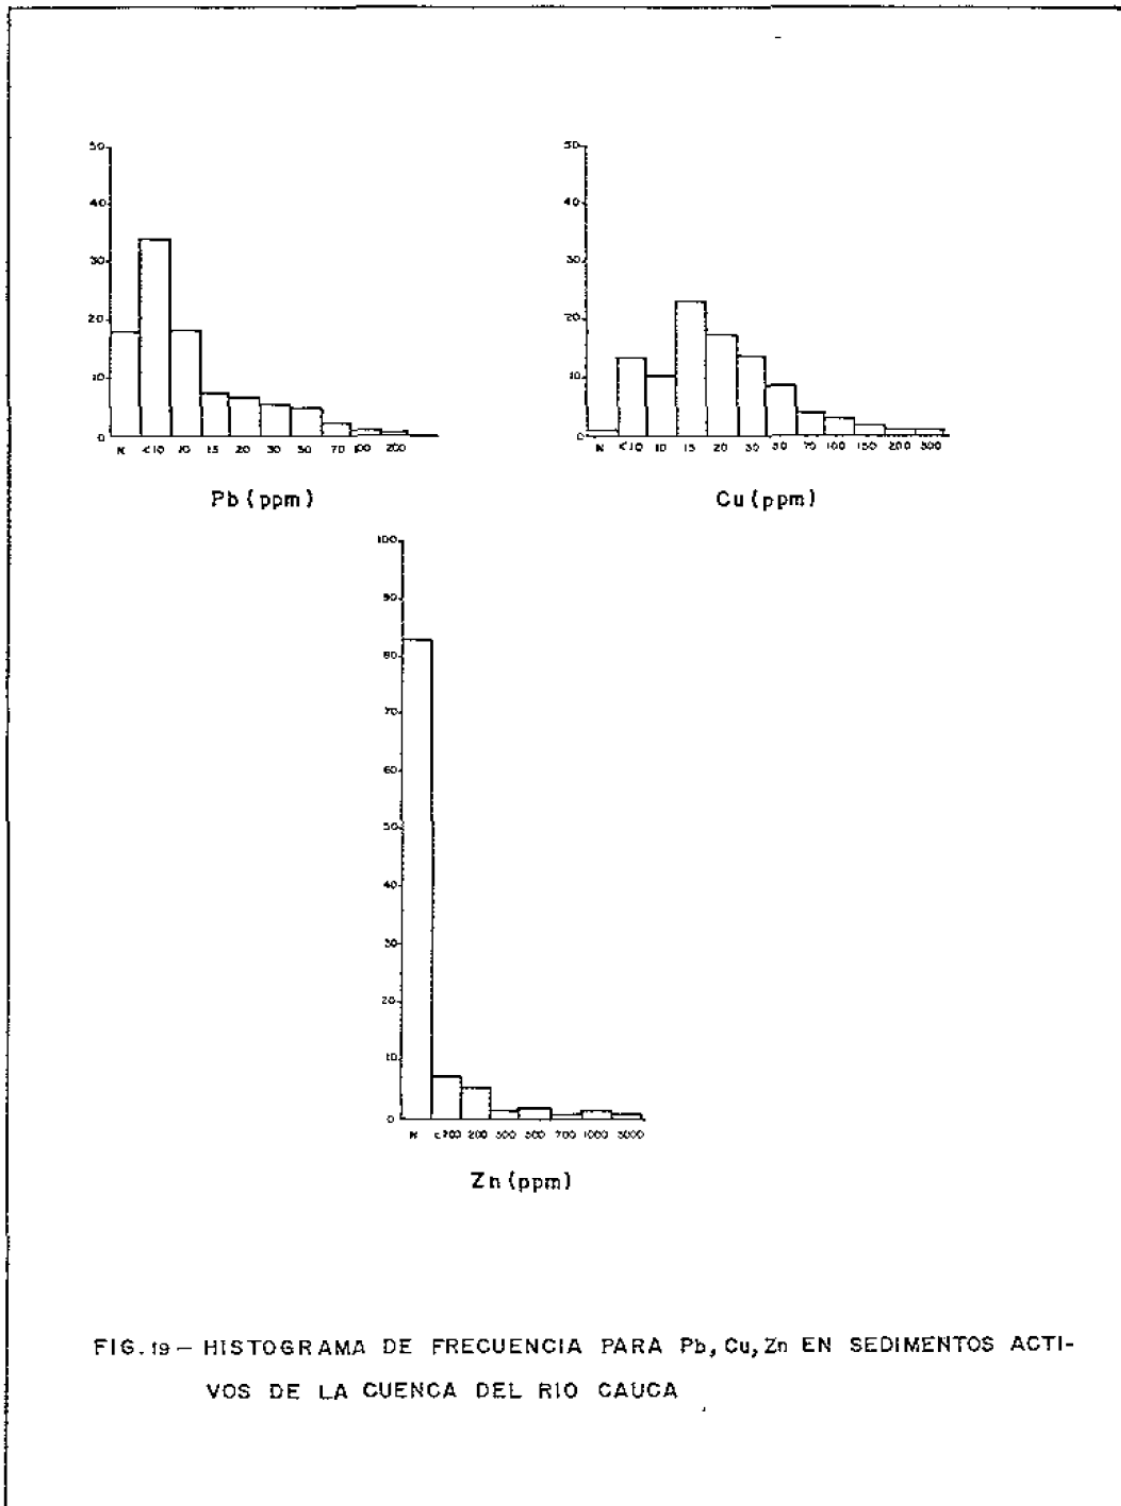 50
40
30
20
10
0
N <10 10 15 20 30 50 70 100 200
Pb (ppm)
50
40
30
20
10
0
N <10 10 15 20 30 50 70 100 150 200 300
Cu (ppm)
100
90
80
70
60
50
40
30
20
10
0
N <200 200 300 500 700 1000 3000
Zn (ppm)
FIG. 19 — HISTOGRAMA DE FRECUENCIA PARA Pb, Cu, Zn EN SEDIMENTOS ACTI-
VOS DE LA CUENCA DEL RIO CAUCA